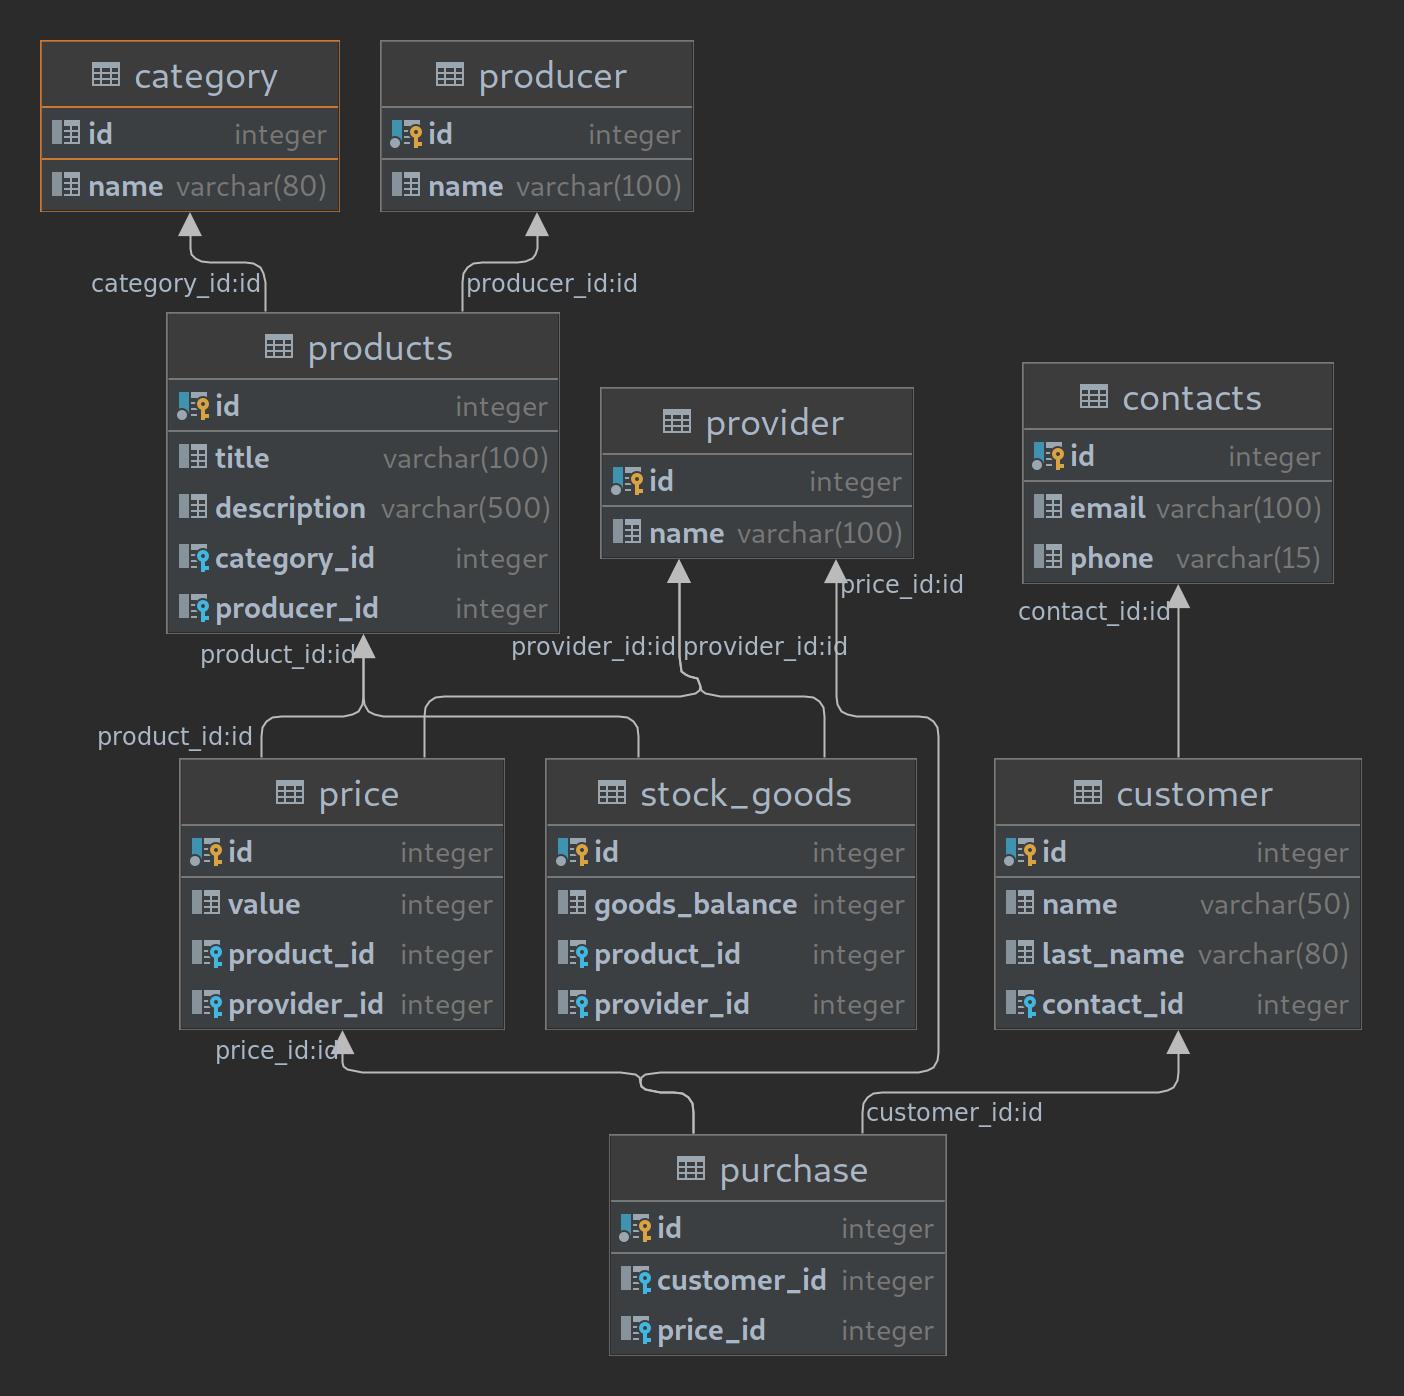 category
id integer
name varchar(80)
producer
id integer
name varchar(100)
category_id:id
producer_id:id
products
id integer
title varchar(100)
description varchar(500)
category_id integer
producer_id integer
provider
id integer
name varchar(100)
contacts
id integer
email varchar(100)
phone varchar(15)
price_id:id
contact_id:id
product_id:id
provider_id:id
provider_id:id
product_id:id
price
id integer
value integer
product_id integer
provider_id integer
stock_goods
id integer
goods_balance integer
product_id integer
provider_id integer
customer
id integer
name varchar(50)
last_name varchar(80)
contact_id integer
price_id:id
customer_id:id
purchase
id integer
customer_id integer
price_id integer